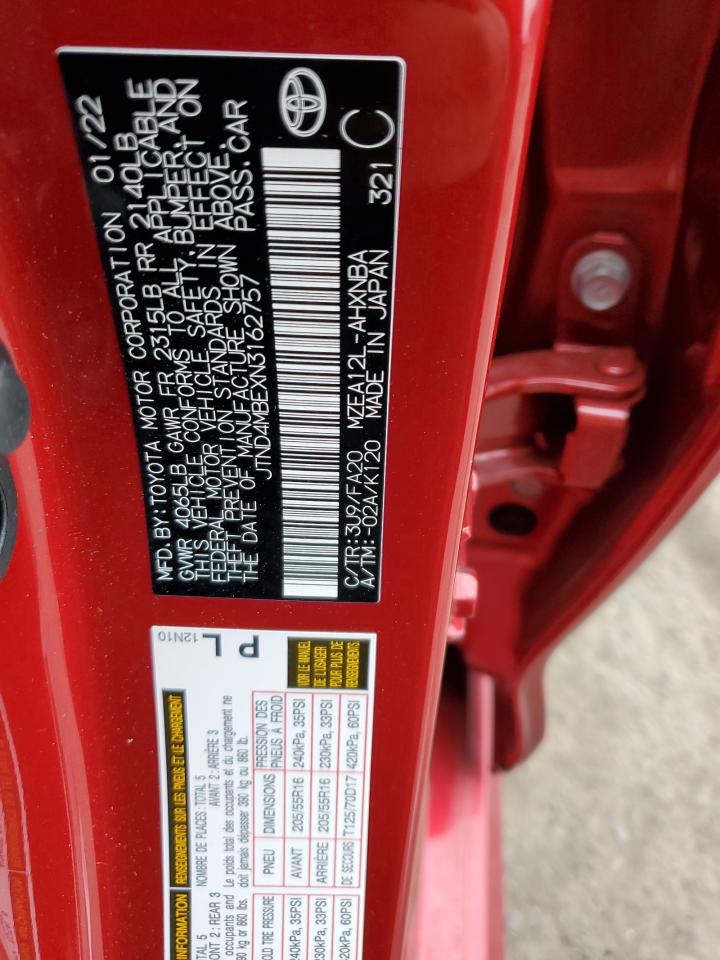 MFD. BY: TOYOTA MOTOR CORPORATION 01/22
GVWR 4065LB GAWR FR 2315LB RR 2140LB
THIS VEHICLE CONFORMS TO ALL APPLICABLE
FEDERAL MOTOR VEHICLE SAFETY, BUMPER, AND
THEFT PREVENTION STANDARDS IN EFFECT ON
THE DATE OF MANUFACTURE SHOWN ABOVE.
JTND4MBEXN3162757 PASS. CAR
C/TR: 3U9/FA20 MZEA12L-AHXNBA
A/TM: -02A/K120 MADE IN JAPAN 321 C
INFORMATION RENSEIGNEMENTS SUR LES PNEUS ET LE CHARGEMENT
TAL 5 NOMBRE DE PLACES: TOTAL 5
ONT 2: REAR 3 AVANT 2: ARRIÈRE 3
occupants and Le poids total des occupants et du chargement ne
90 kg or 860 lb. doit jamais dépasser 390 kg ou 860 lb.
P L
12N10
OLD TIRE PRESSURE PNEU DIMENSIONS PRESSION DES PNEUS À FROID
240kPa, 35PSI AVANT 205/55R16 240kPa, 35PSI
230kPa, 33PSI ARRIÈRE 205/55R16 230kPa, 33PSI
420kPa, 60PSI DE SECOURS T125/70D17 420kPa, 60PSI
VOIR LE MANUEL
DE L'USAGER
POUR PLUS DE
RENSEIGNEMENTS